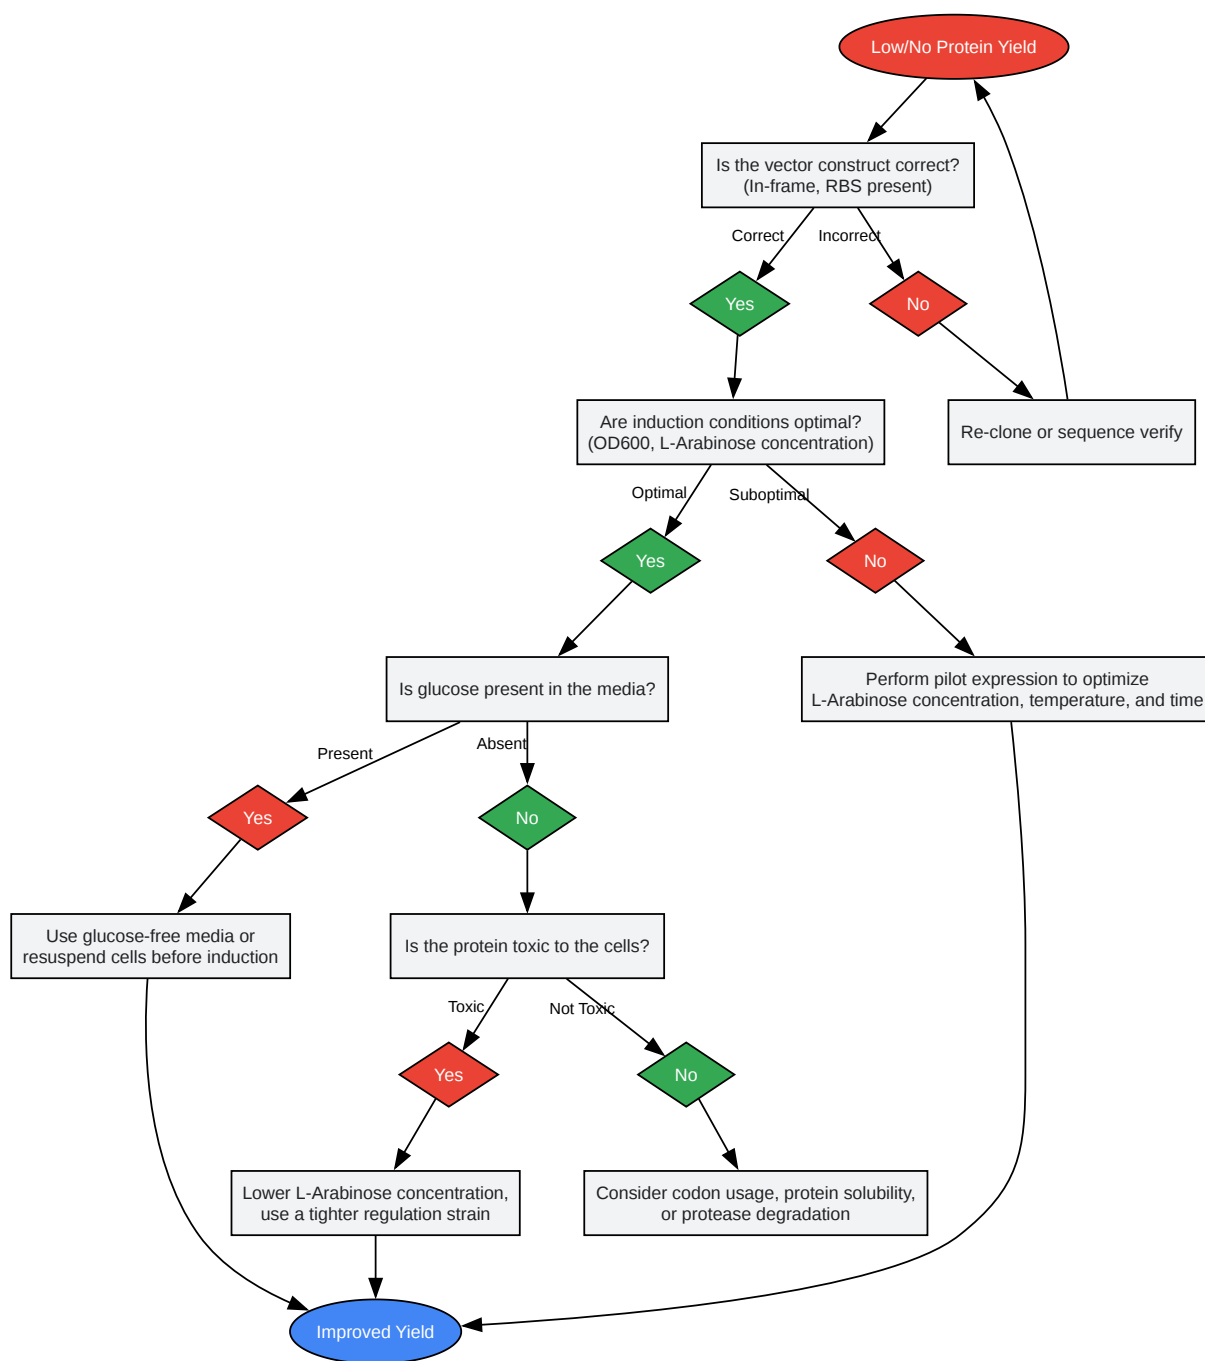 Low/No Protein Yield
Is the vector construct correct?
(In-frame, RBS present)
Correct
Incorrect
Yes
No
Are induction conditions optimal?
(OD600, L-Arabinose concentration)
Re-clone or sequence verify
Optimal
Suboptimal
Yes
No
Is glucose present in the media?
Perform pilot expression to optimize
L-Arabinose concentration, temperature, and time
Present
Absent
Yes
No
Use glucose-free media or
resuspend cells before induction
Is the protein toxic to the cells?
Toxic
Not Toxic
Yes
No
Lower L-Arabinose concentration,
use a tighter regulation strain
Consider codon usage, protein solubility,
or protease degradation
Improved Yield